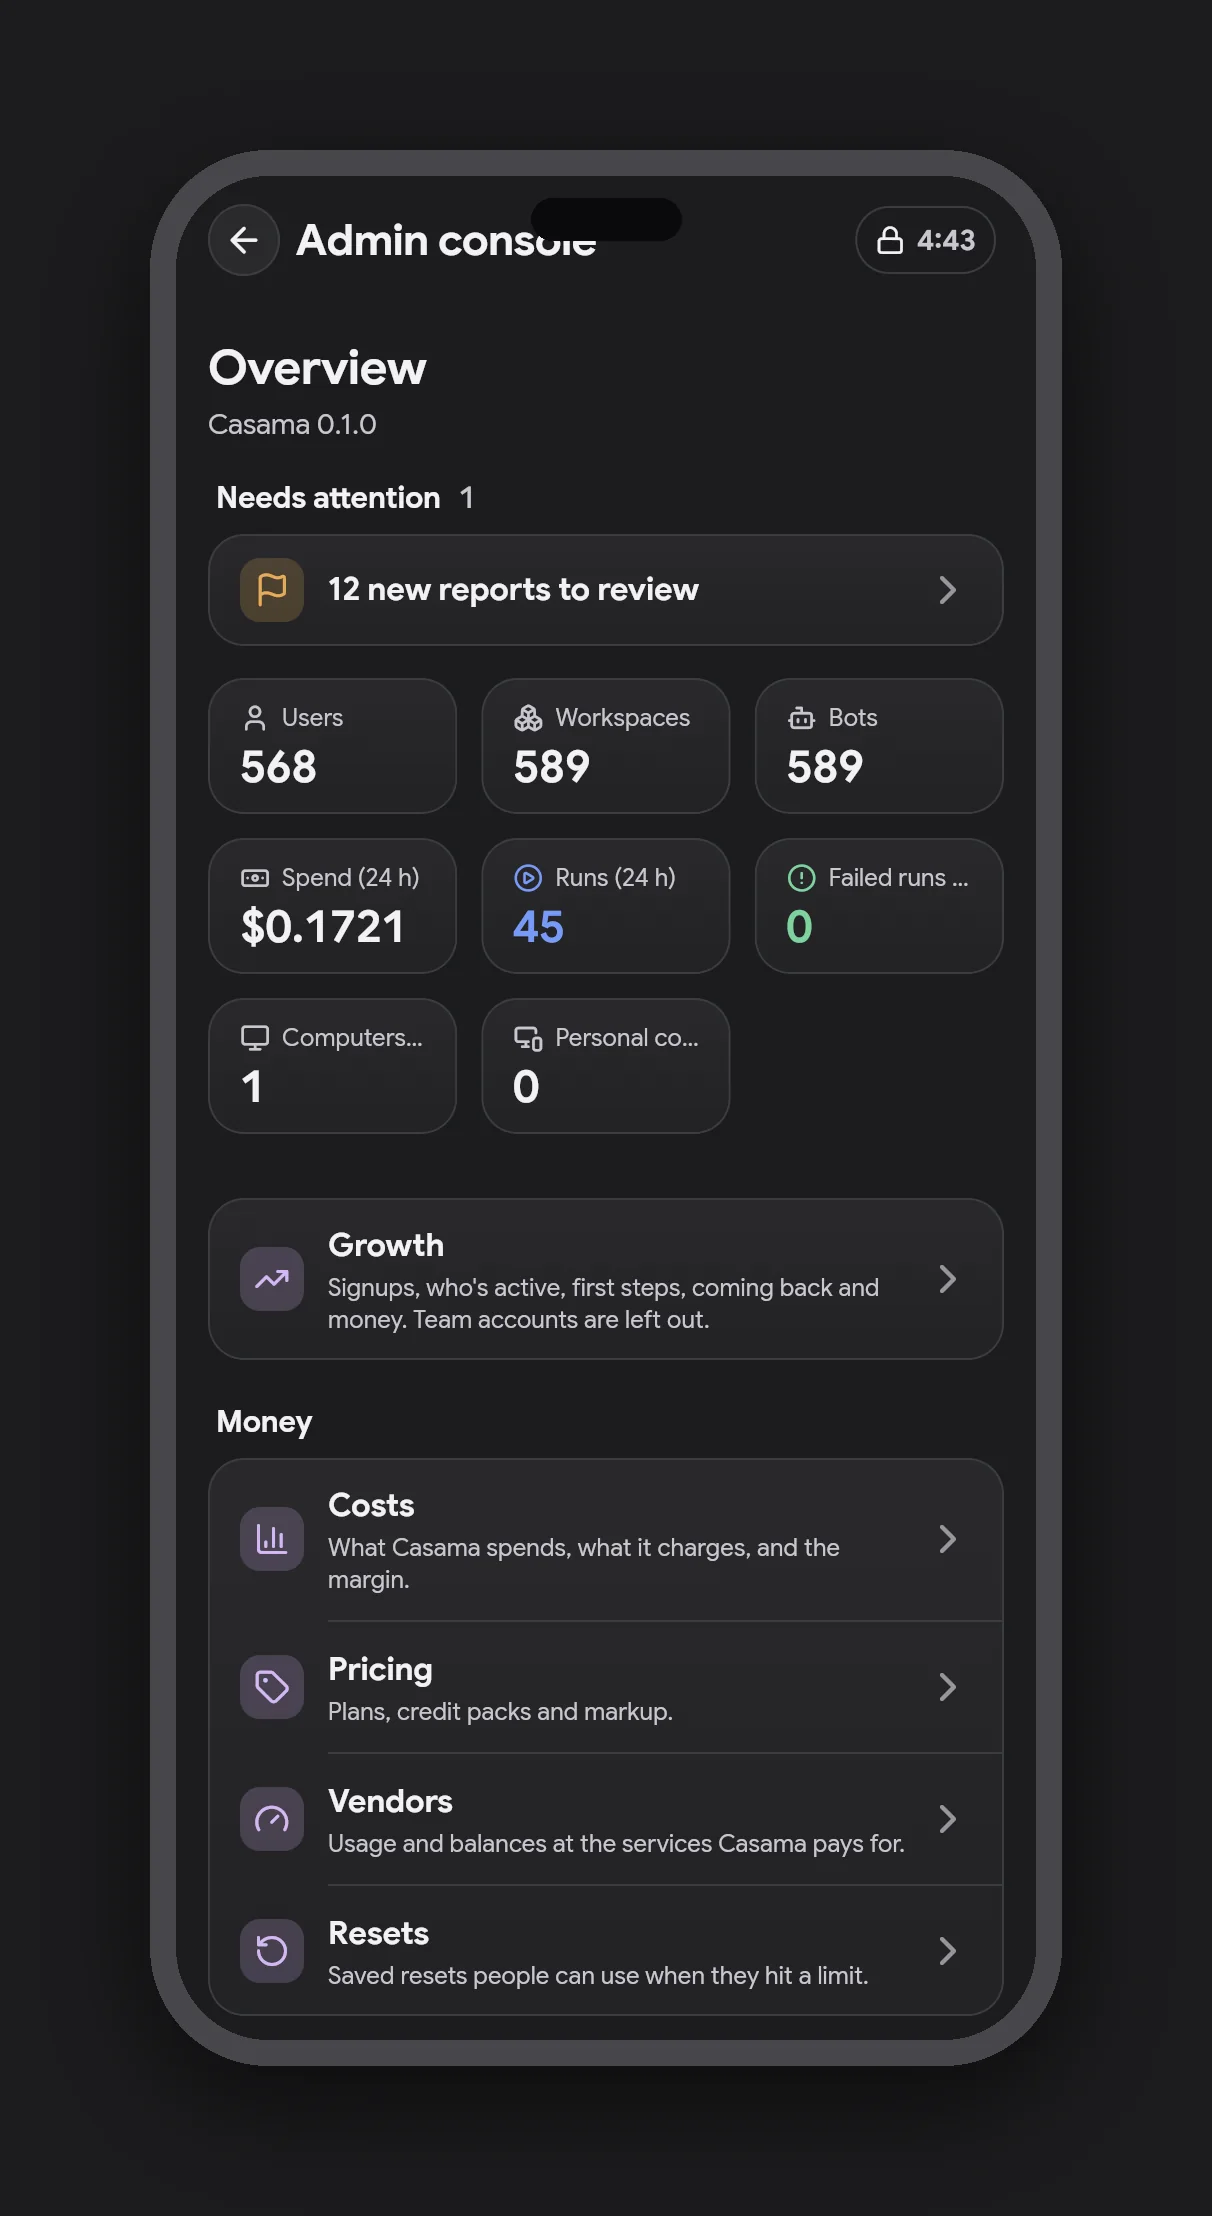 Admin console
4:43
Overview
Casama 0.1.0
Needs attention 1
12 new reports to review
Users
568
Workspaces
589
Bots
589
Spend (24 h)
$0.1721
Runs (24 h)
45
Failed runs ...
0
Computers...
1
Personal co...
0
Growth
Signups, who's active, first steps, coming back and
money. Team accounts are left out.
Money
Costs
What Casama spends, what it charges, and the
margin.
Pricing
Plans, credit packs and markup.
Vendors
Usage and balances at the services Casama pays for.
Resets
Saved resets people can use when they hit a limit.